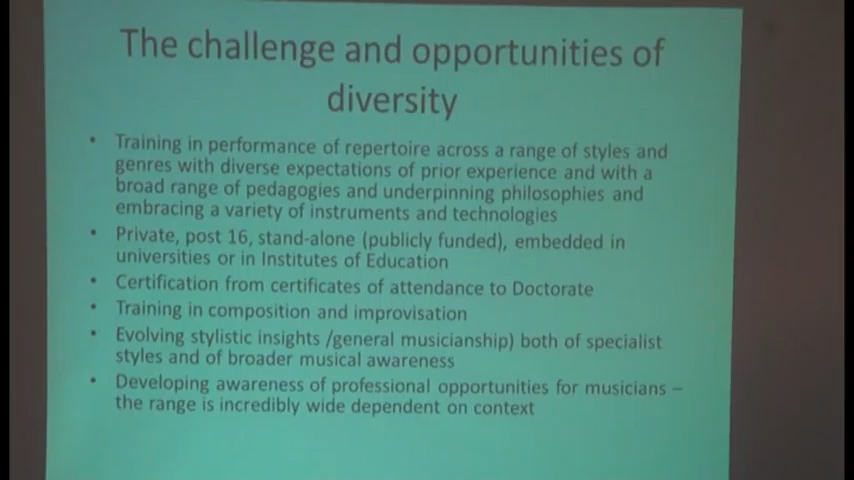 The challenge and opportunities of
diversity
• Training in performance of repertoire across a range of styles and
genres with diverse expectations of prior experience and with a
broad range of pedagogies and underpinning philosophies and
embracing a variety of instruments and technologies
• Private, post 16, stand-alone (publicly funded), embedded in
universities or in Institutes of Education
• Certification from certificates of attendance to Doctorate
• Training in composition and improvisation
• Evolving stylistic insights /general musicianship) both of specialist
styles and of broader musical awareness
• Developing awareness of professional opportunities for musicians –
the range is incredibly wide dependent on context